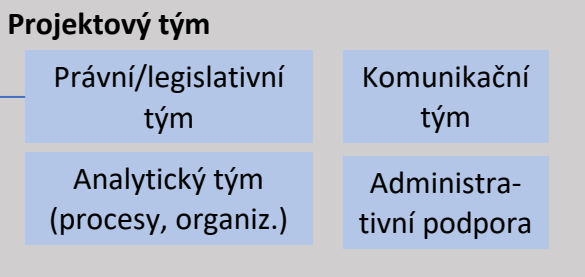 Projektový tým
Právní/legislativní
tým
Komunikační
tým
Analytický tým
(procesy, organiz.)
Administra-
tivní podpora